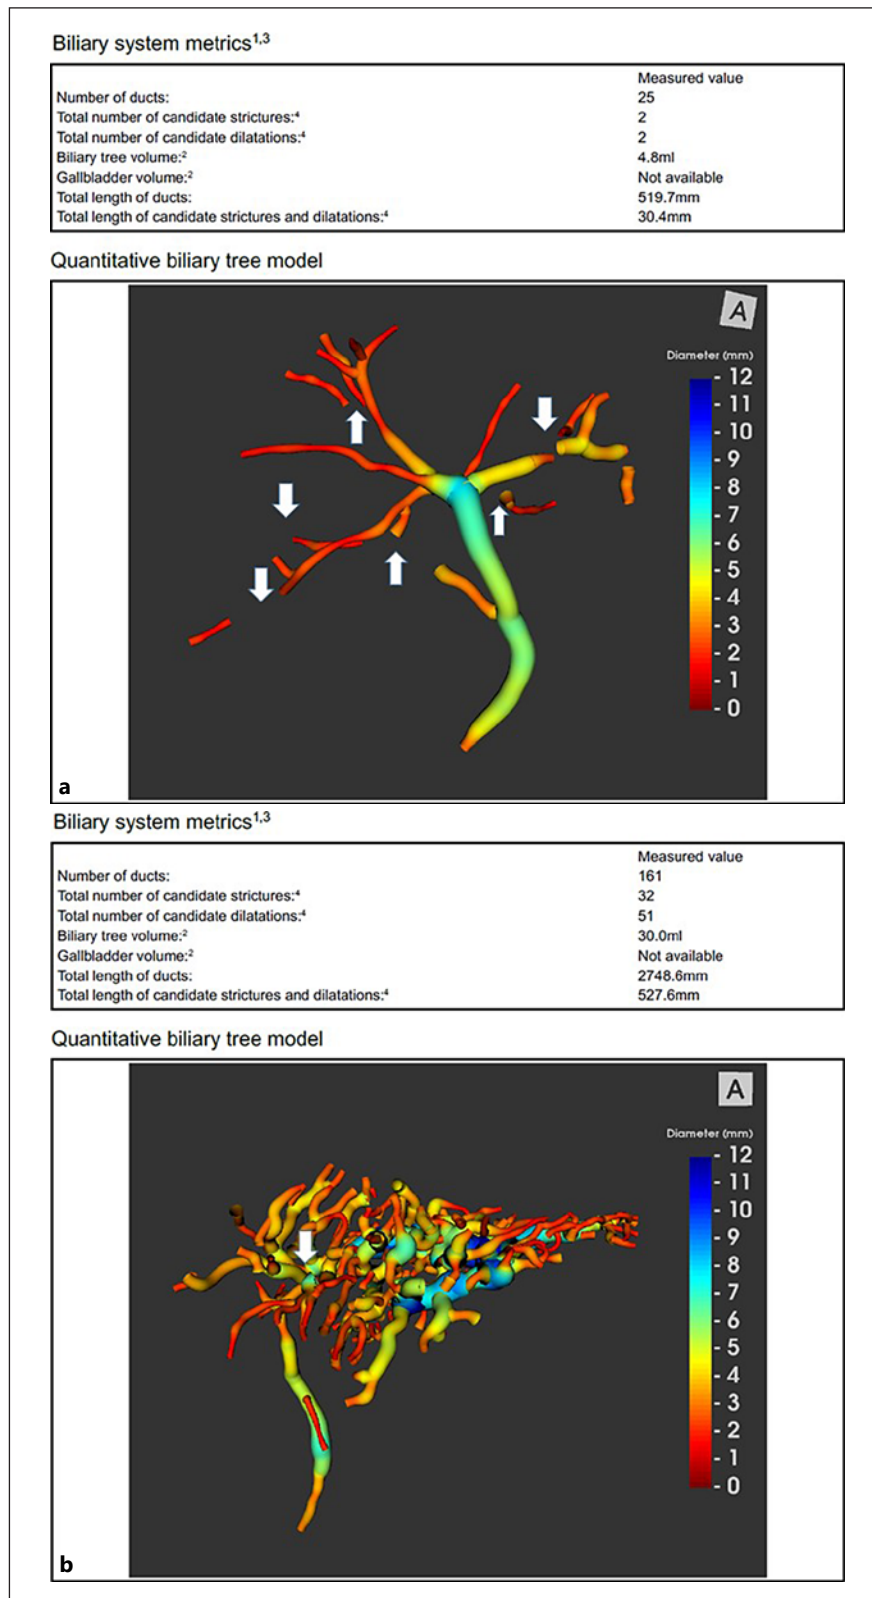 Biliary system metrics1,3
Measured value
Number of ducts: 25
Total number of candidate strictures:4 2
Total number of candidate dilatations:4 2
Biliary tree volume:2 4.8ml
Gallbladder volume:2 Not available
Total length of ducts: 519.7mm
Total length of candidate strictures and dilatations:4 30.4mm
Quantitative biliary tree model
A
Diameter (mm)
12
11
10
9
8
7
6
5
4
3
2
1
0
a
Biliary system metrics1,3
Measured value
Number of ducts: 161
Total number of candidate strictures:4 32
Total number of candidate dilatations:4 51
Biliary tree volume:2 30.0ml
Gallbladder volume:2 Not available
Total length of ducts: 2748.6mm
Total length of candidate strictures and dilatations:4 527.6mm
Quantitative biliary tree model
A
Diameter (mm)
12
11
10
9
8
7
6
5
4
3
2
1
0
b